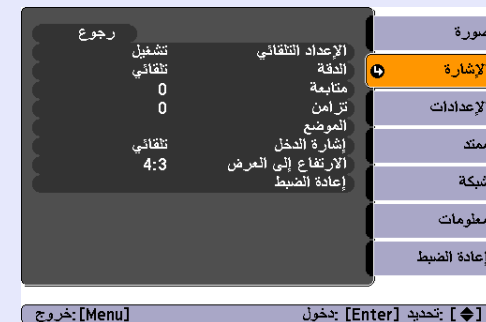 رجوع
الإعداد التلقائي تشغيل
الدقة تلقائي
متابعة 0
تزامن 0
الموضع
إشارة الدخل تلقائي
الارتفاع إلى العرض 4:3
إعادة الضبط
صورة
الإشارة
الإعدادات
ممتد
شبكة
معلومات
إعادة الضبط
[◆]: تحديد [Enter]: دخول [Menu]: خروج